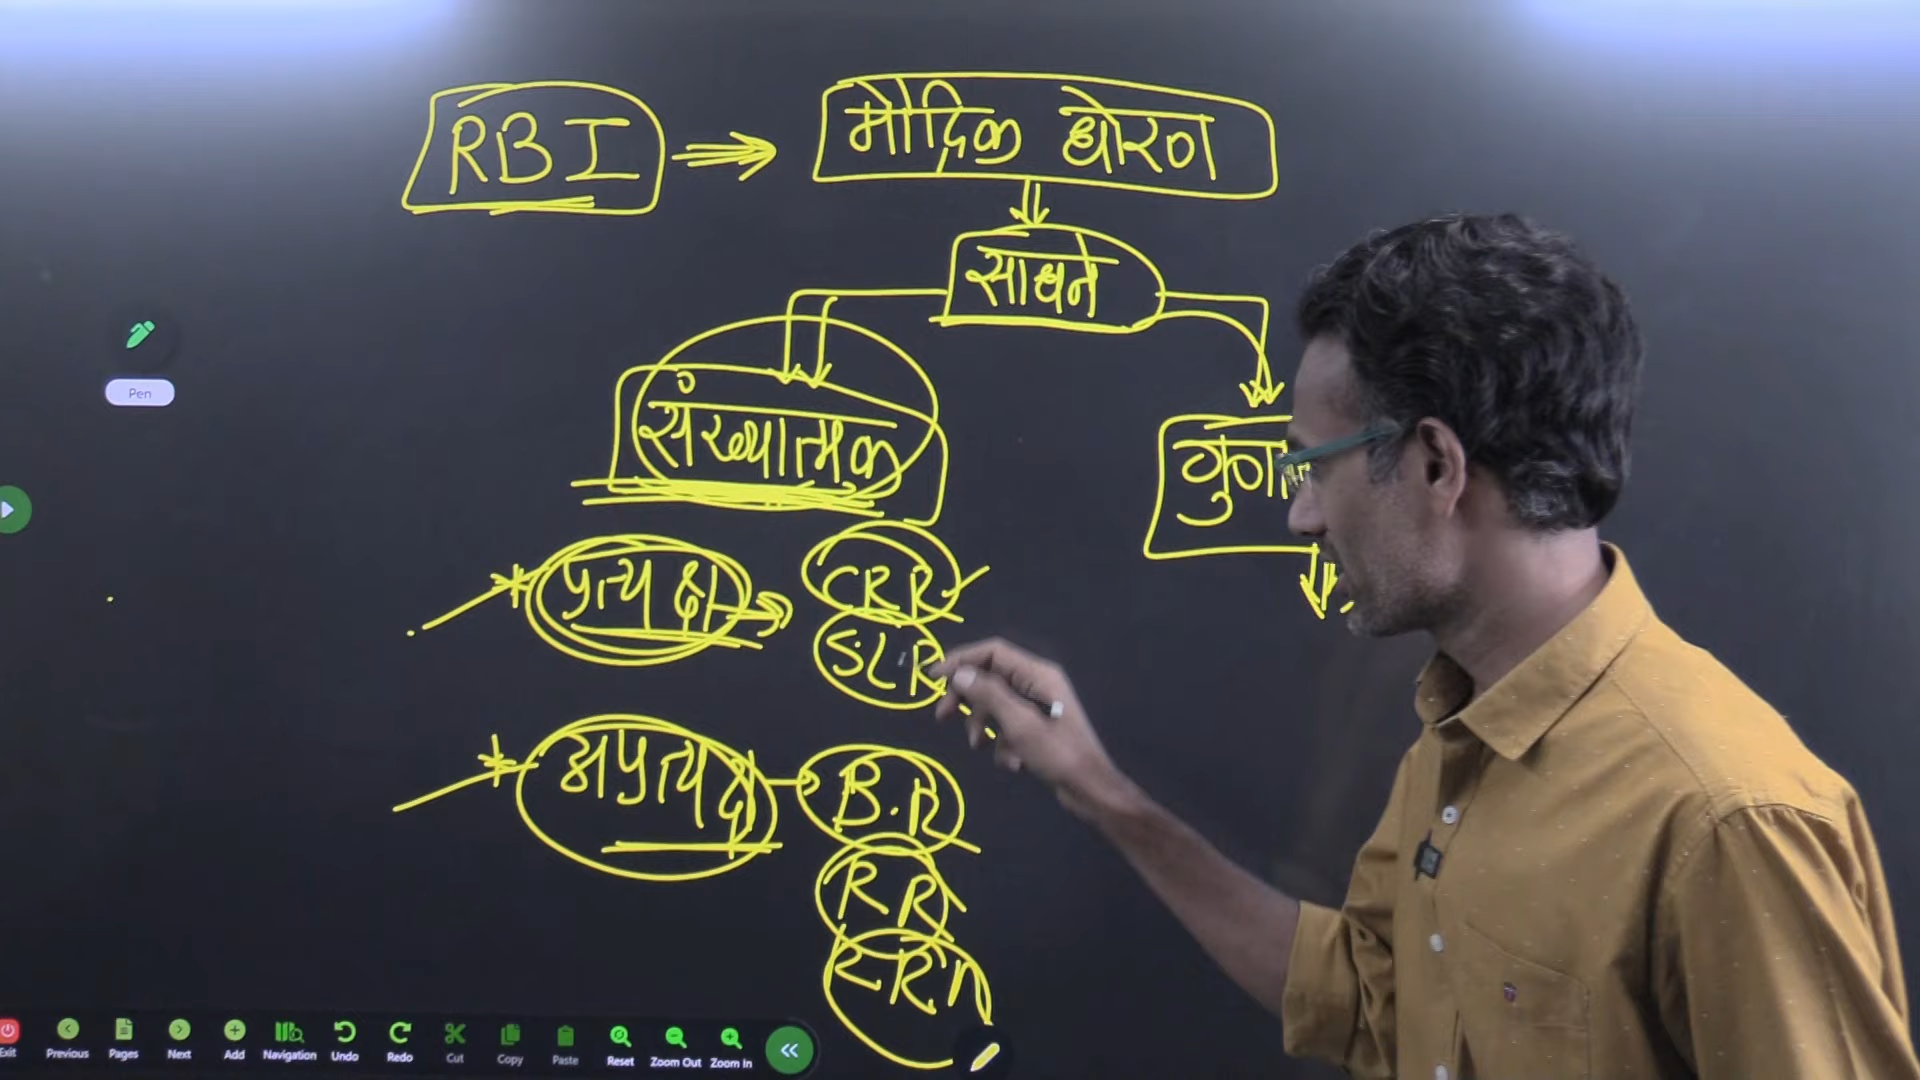 RBI
मौद्रिक धोरण
साधने
संख्यात्मक
प्रत्यक्ष
CRR
SLR
अप्रत्यक्ष
B.R
RR
Pen
Exit
Previous
Pages
Next
Add
Navigation
Undo
Redo
Cut
Copy
Paste
Reset
Zoom Out
Zoom In